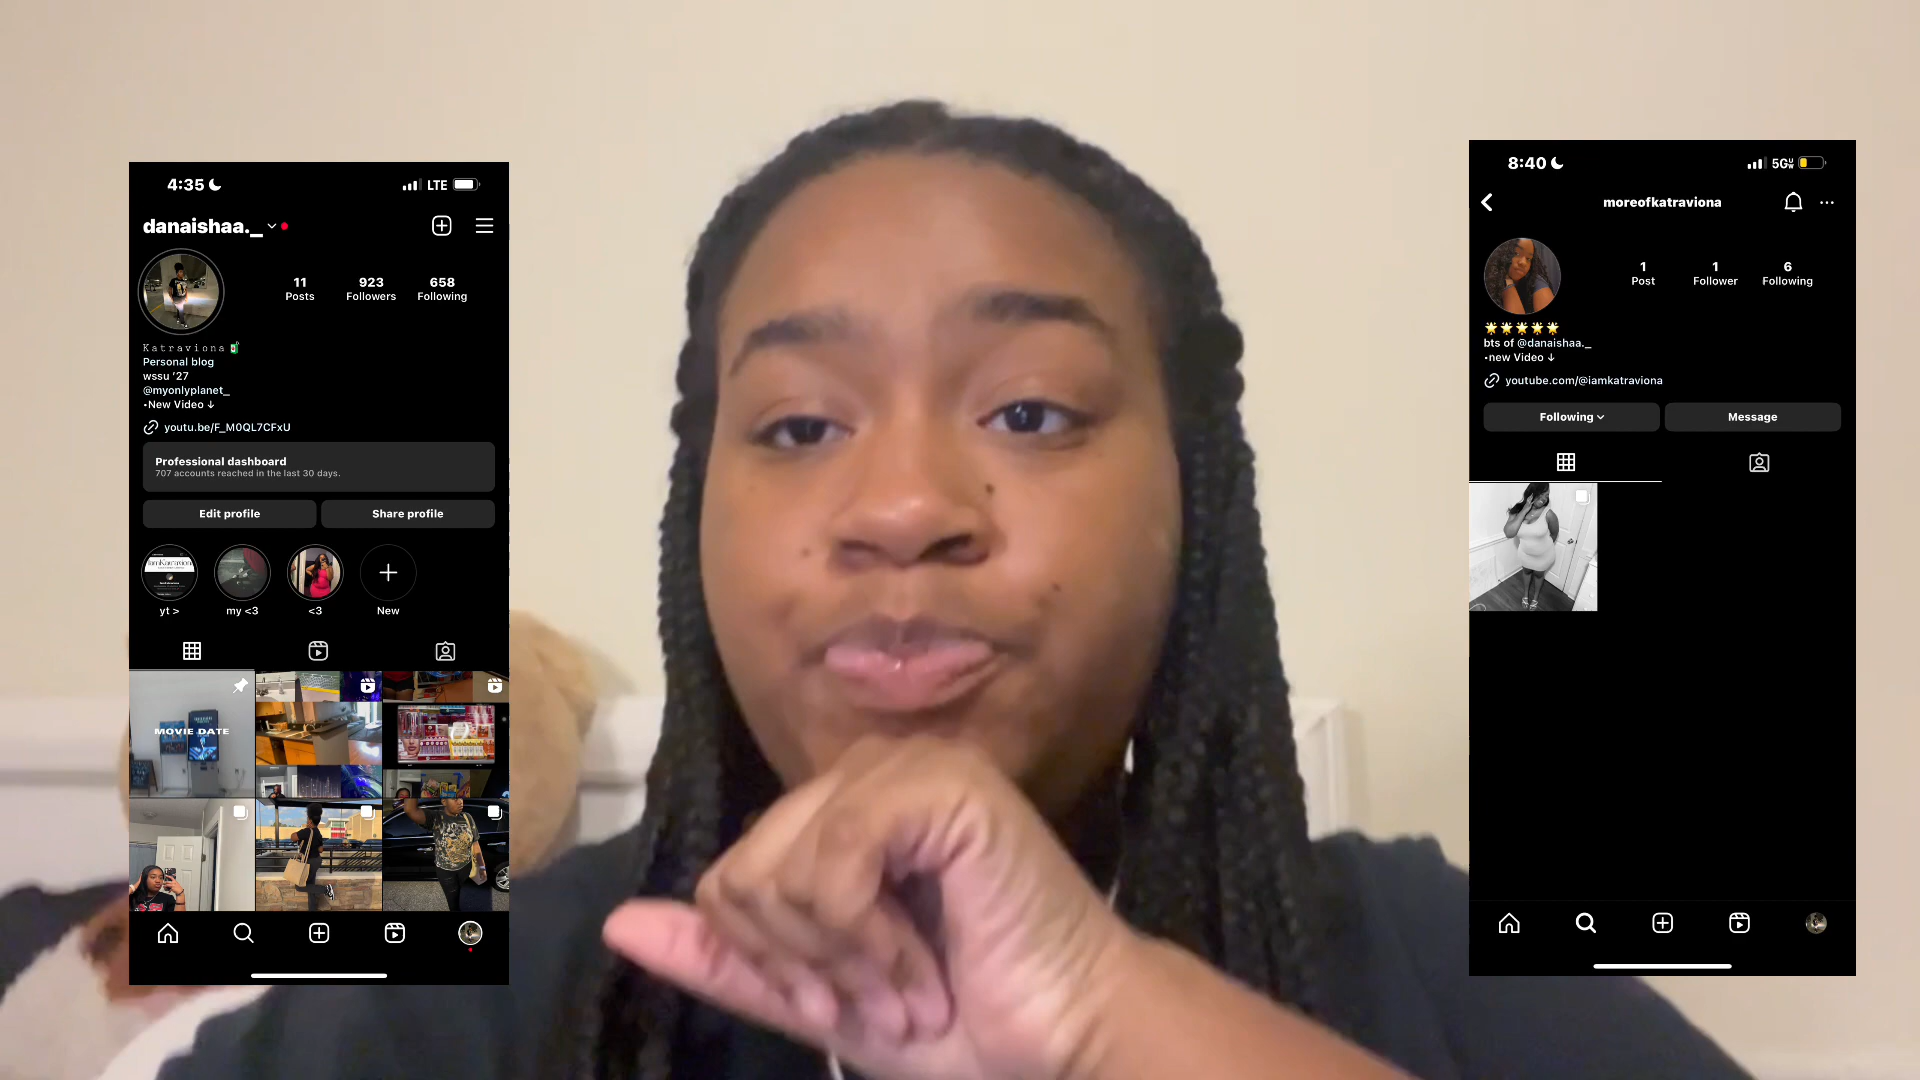 4:35
LTE
danaishaa._
11
Posts
923
Followers
658
Following
Katraviona
Personal blog
wssu '27
@myonlyplanet_
•New Video ↓
youtu.be/F_M0QL7CFxU
Professional dashboard
707 accounts reached in the last 30 days.
Edit profile
Share profile
yt >
my <3
<3
New
MOVIE DATE
8:40
5G
moreofkatraviona
1
Post
1
Follower
6
Following
bts of @danaishaa._
•new Video ↓
youtube.com/@iamkatraviona
Following
Message